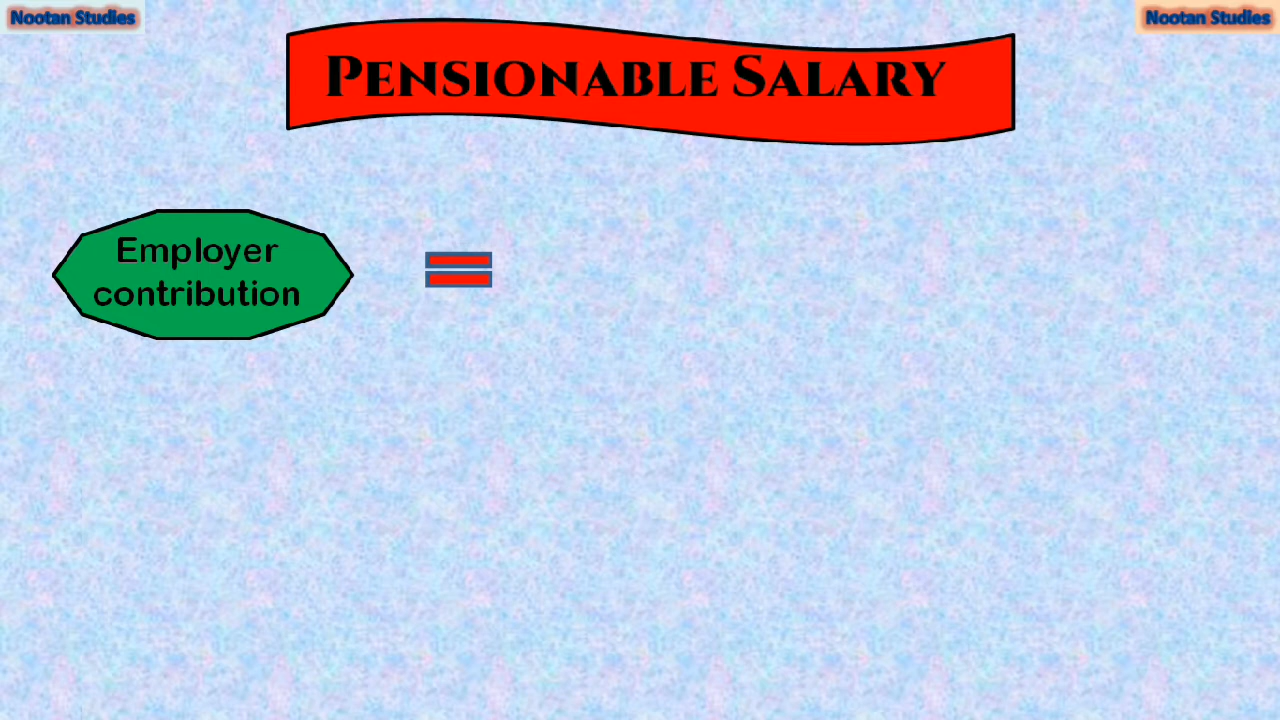 Nootan Studies
Nootan Studies
Pensionable Salary
Employer
contribution
=